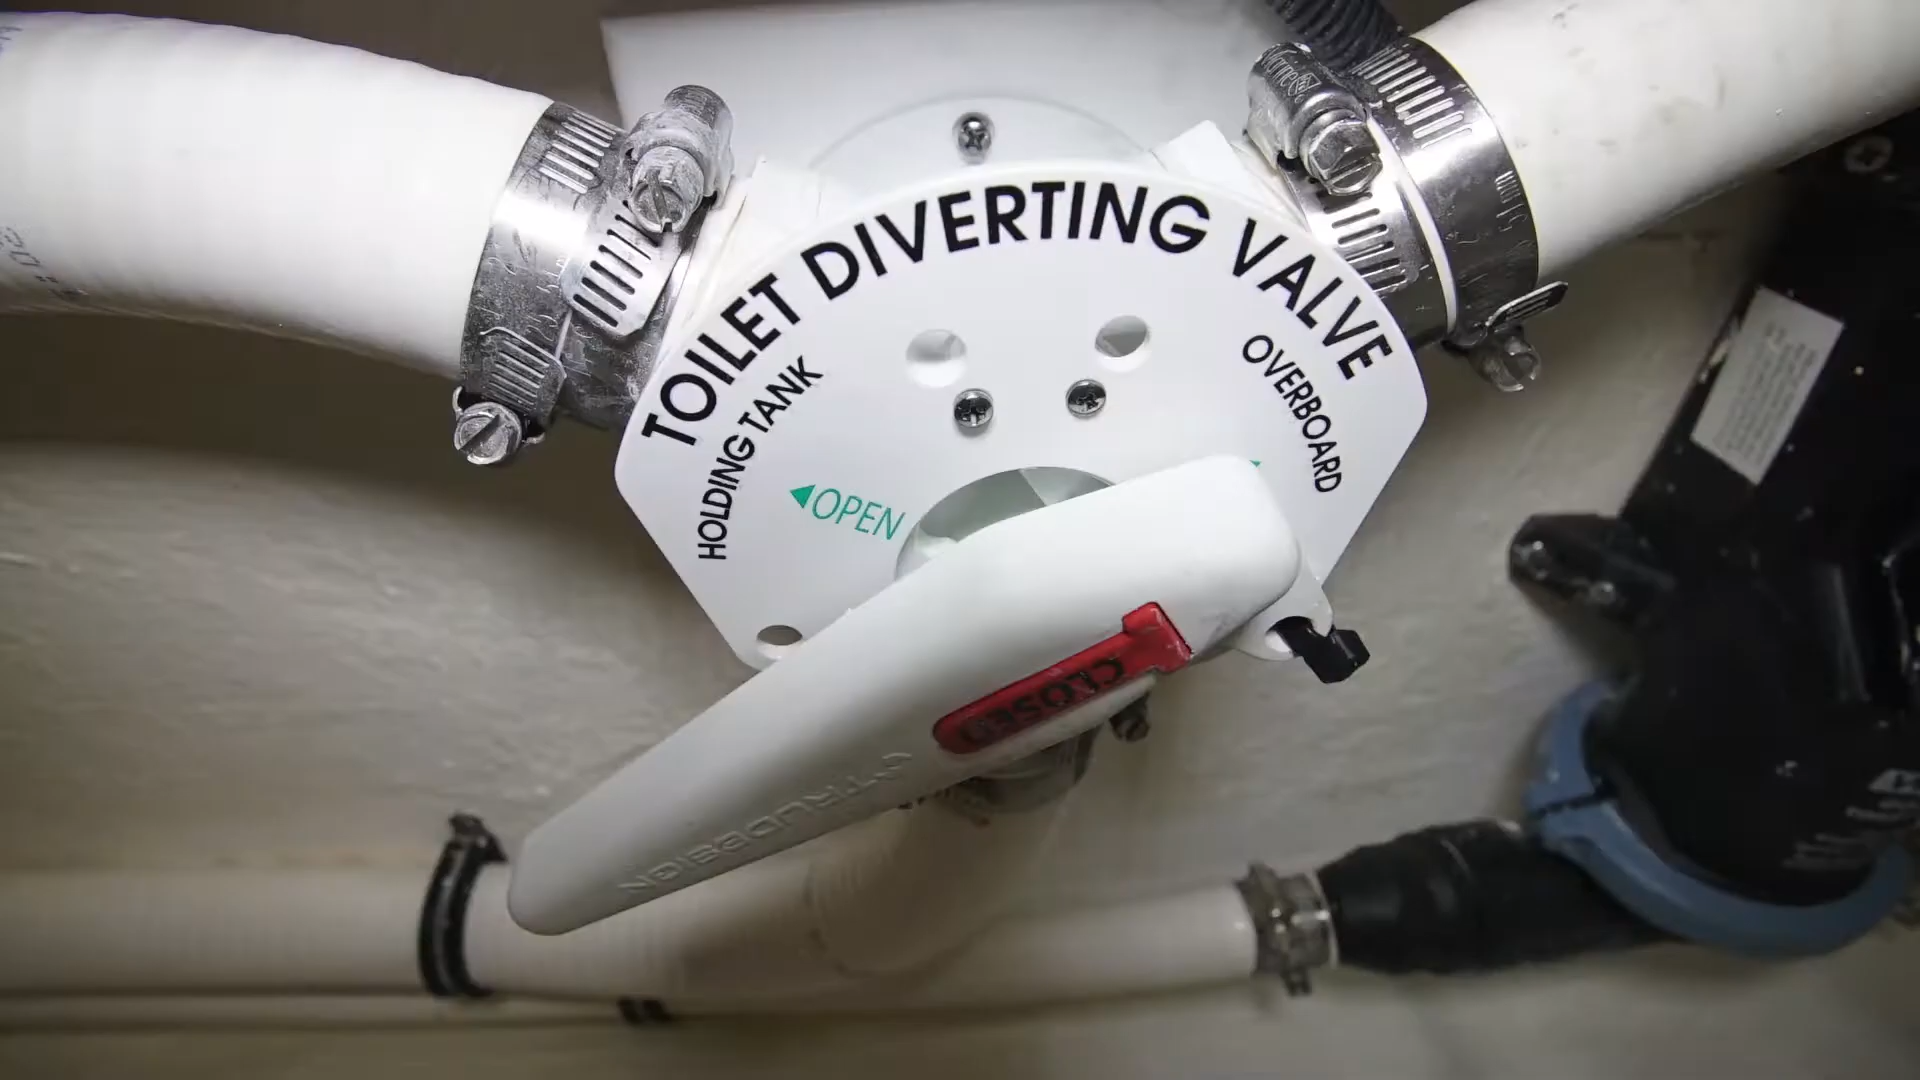 TOILET DIVERTING VALVE
HOLDING TANK
OVERBOARD
OPEN
CLOSED
TRUDESIGN